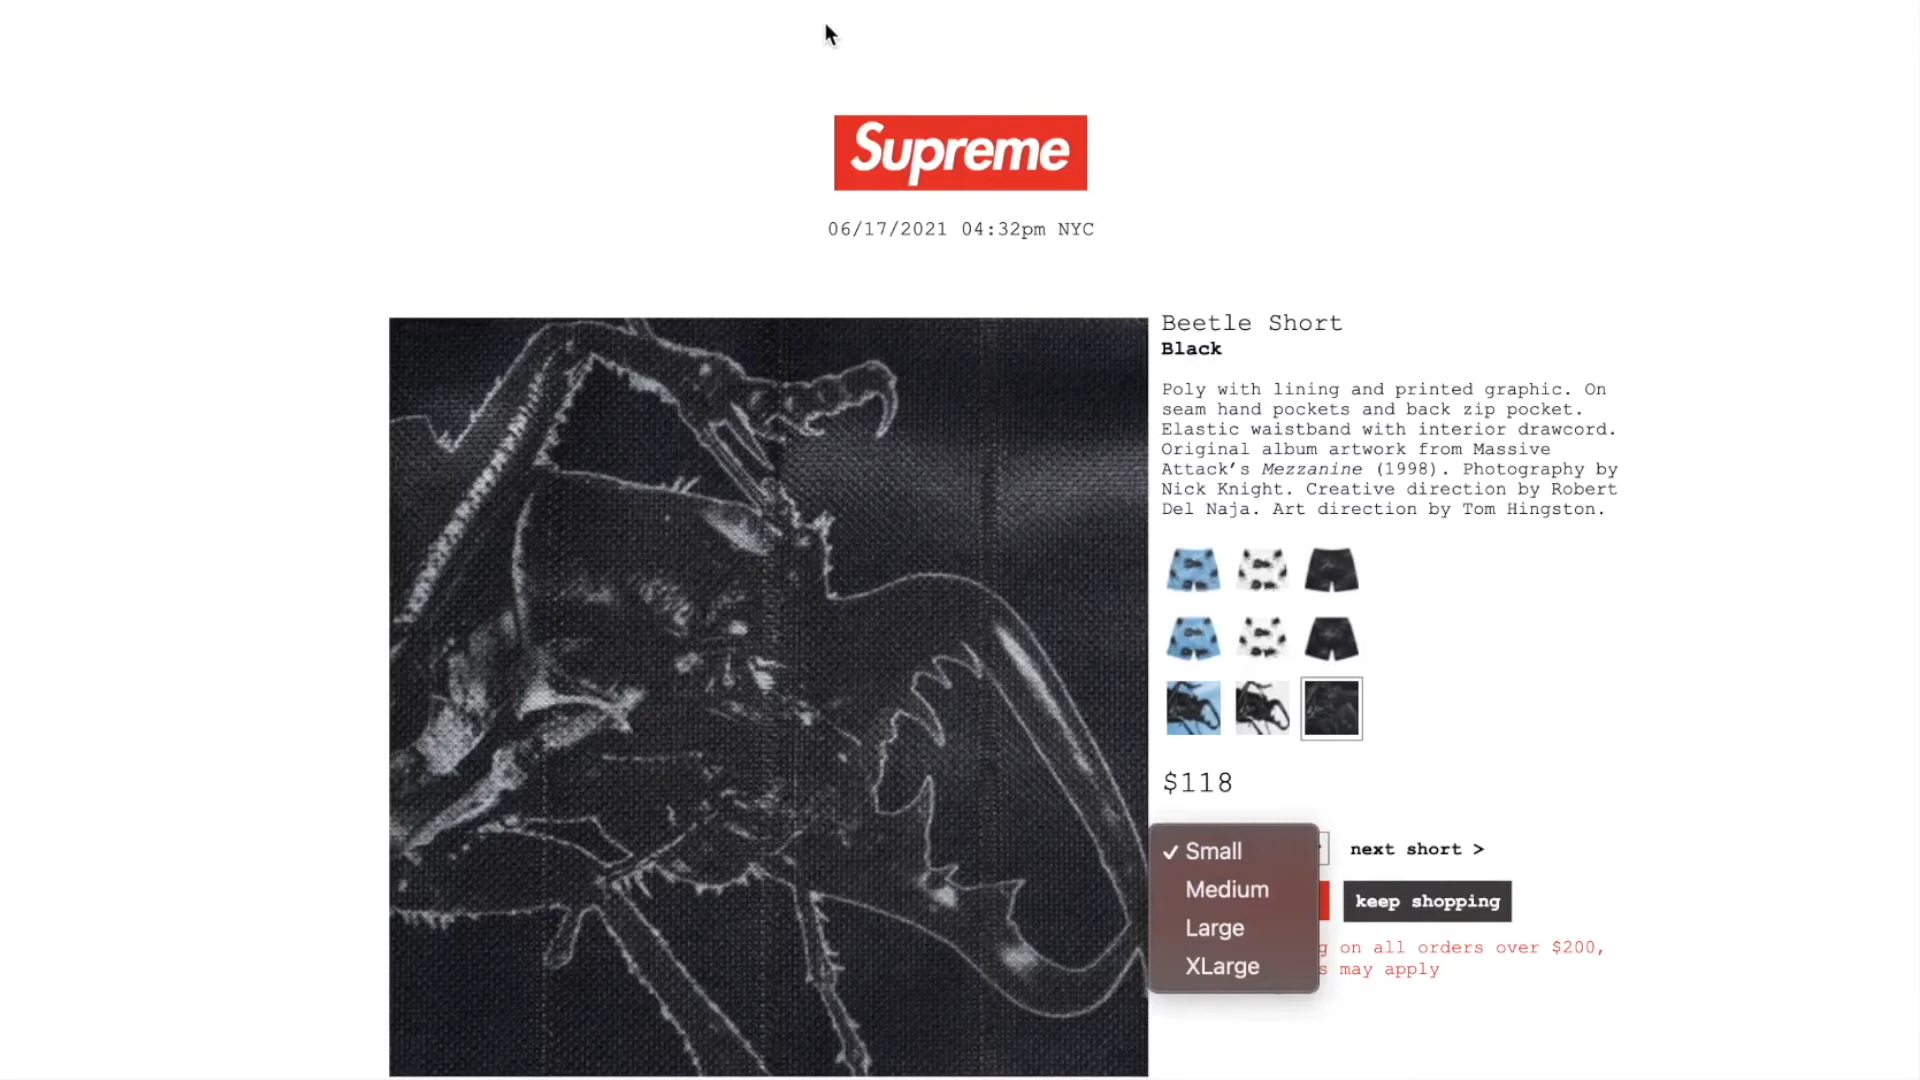 Supreme
06/17/2021 04:32pm NYC
Beetle Short
Black
Poly with lining and printed graphic. On
seam hand pockets and back zip pocket.
Elastic waistband with interior drawcord.
Original album artwork from Massive
Attack’s Mezzanine (1998). Photography by
Nick Knight. Creative direction by Robert
Del Naja. Art direction by Tom Hingston.
$118
✓ Small
next short >
Medium
keep shopping
Large
on all orders over $200,
XLarge
may apply